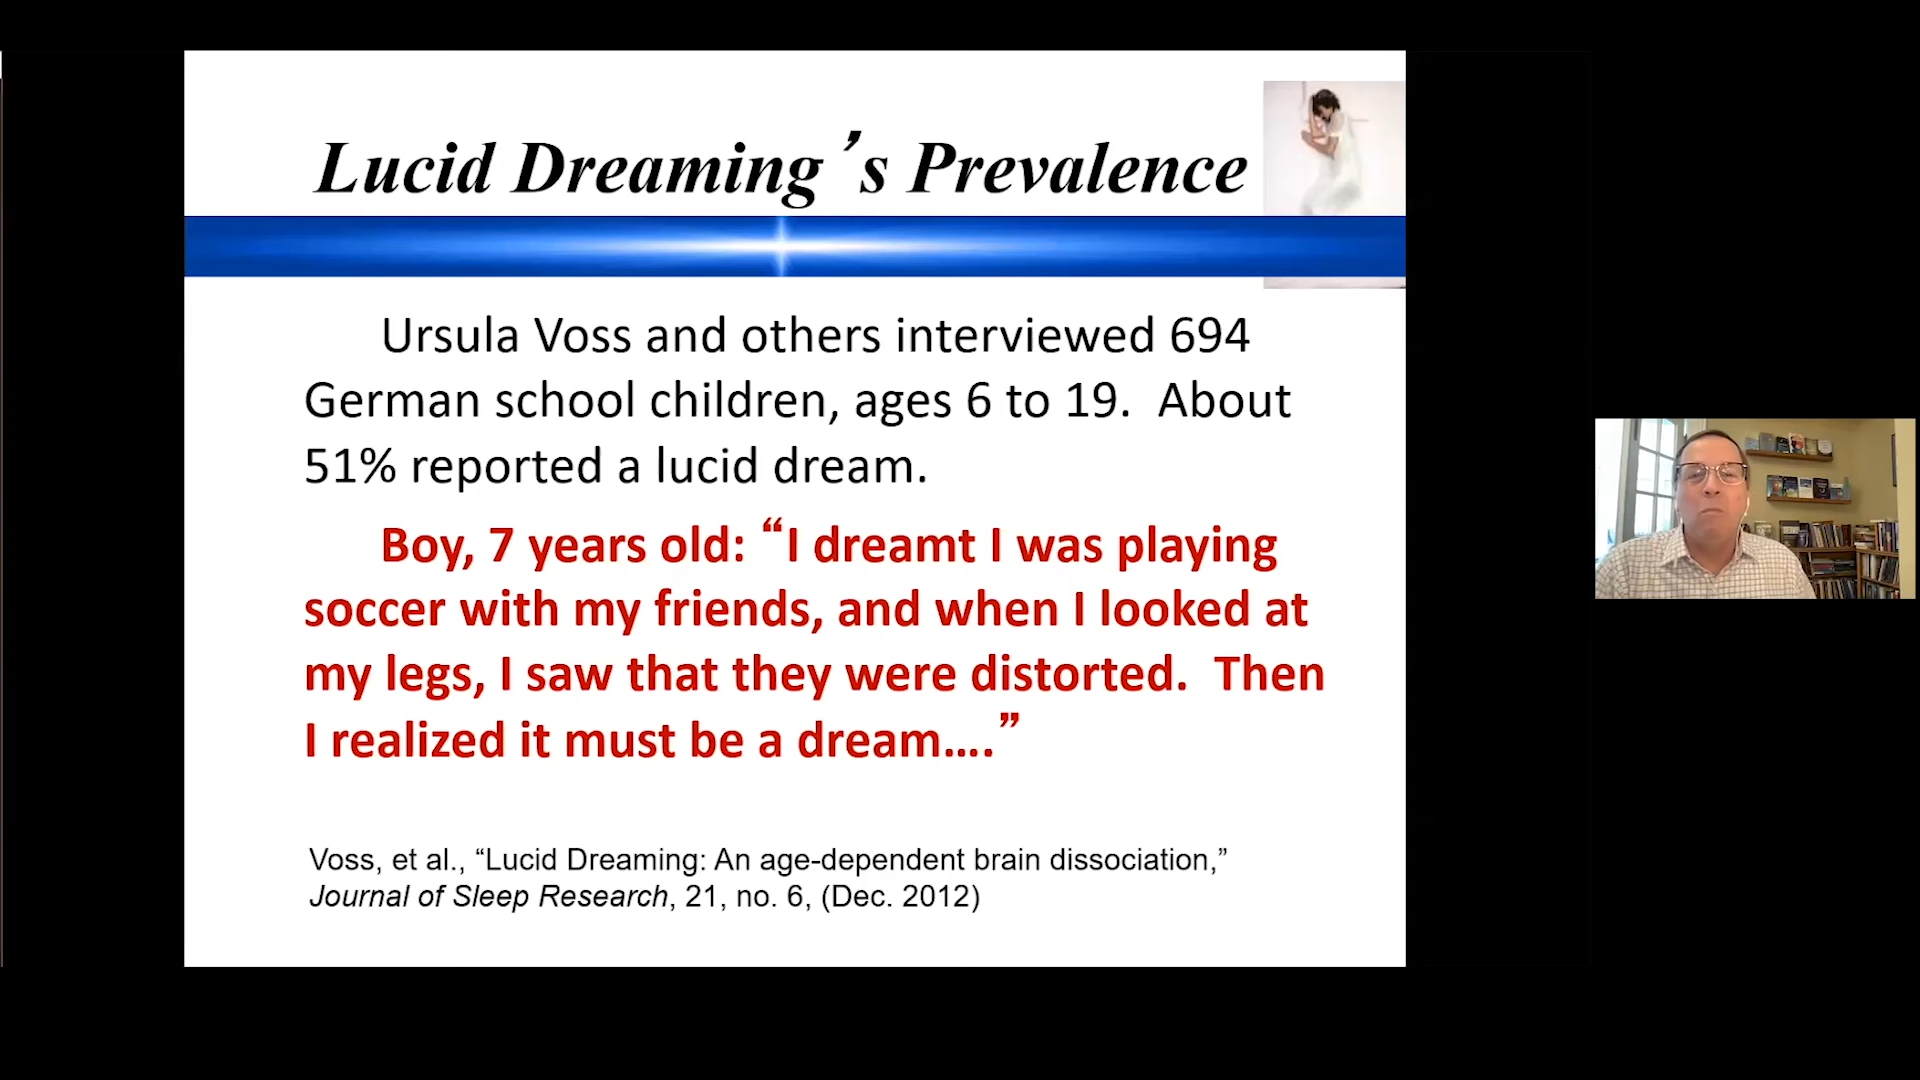 Lucid Dreaming’s Prevalence
Ursula Voss and others interviewed 694
German school children, ages 6 to 19.  About
51% reported a lucid dream.
Boy, 7 years old: “I dreamt I was playing
soccer with my friends, and when I looked at
my legs, I saw that they were distorted.  Then
I realized it must be a dream….”
Voss, et al., “Lucid Dreaming: An age-dependent brain dissociation,”
Journal of Sleep Research, 21, no. 6, (Dec. 2012)